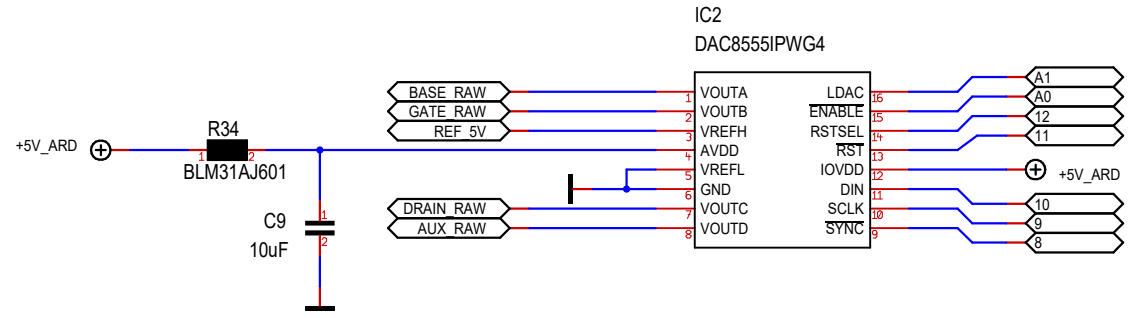 IC2
DAC8555IPWG4
BASE_RAW 1 VOUTA LDAC 16 A1
GATE_RAW 2 VOUTB ENABLE 15 A0
REF_5V 3 VREFH RSTSEL 14 12
+5V_ARD 1 R34 2 4 AVDD RST 13 11
BLM31AJ601 5 VREFL IOVDD 12 +5V_ARD
6 GND DIN 11 10
DRAIN_RAW 7 VOUTC SCLK 10 9
AUX_RAW 8 VOUTD SYNC 9 8
C9 1
10uF 2